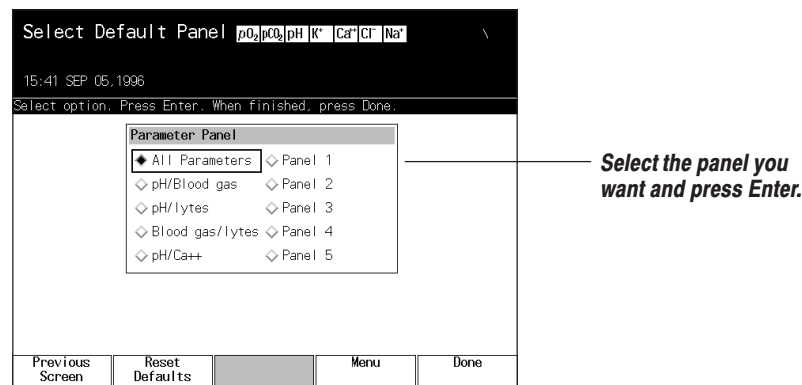 Select Default Panel pO₂ pCO₂ pH K⁺ Ca⁺⁺ Cl⁻ Na⁺ \
15:41 SEP 05,1996
Select option. Press Enter. When finished, press Done.
Parameter Panel
All Parameters Panel 1
pH/Blood gas Panel 2
pH/lytes Panel 3
Blood gas/lytes Panel 4
pH/Ca++ Panel 5
Select the panel you
want and press Enter.
Previous Screen Reset Defaults Menu Done